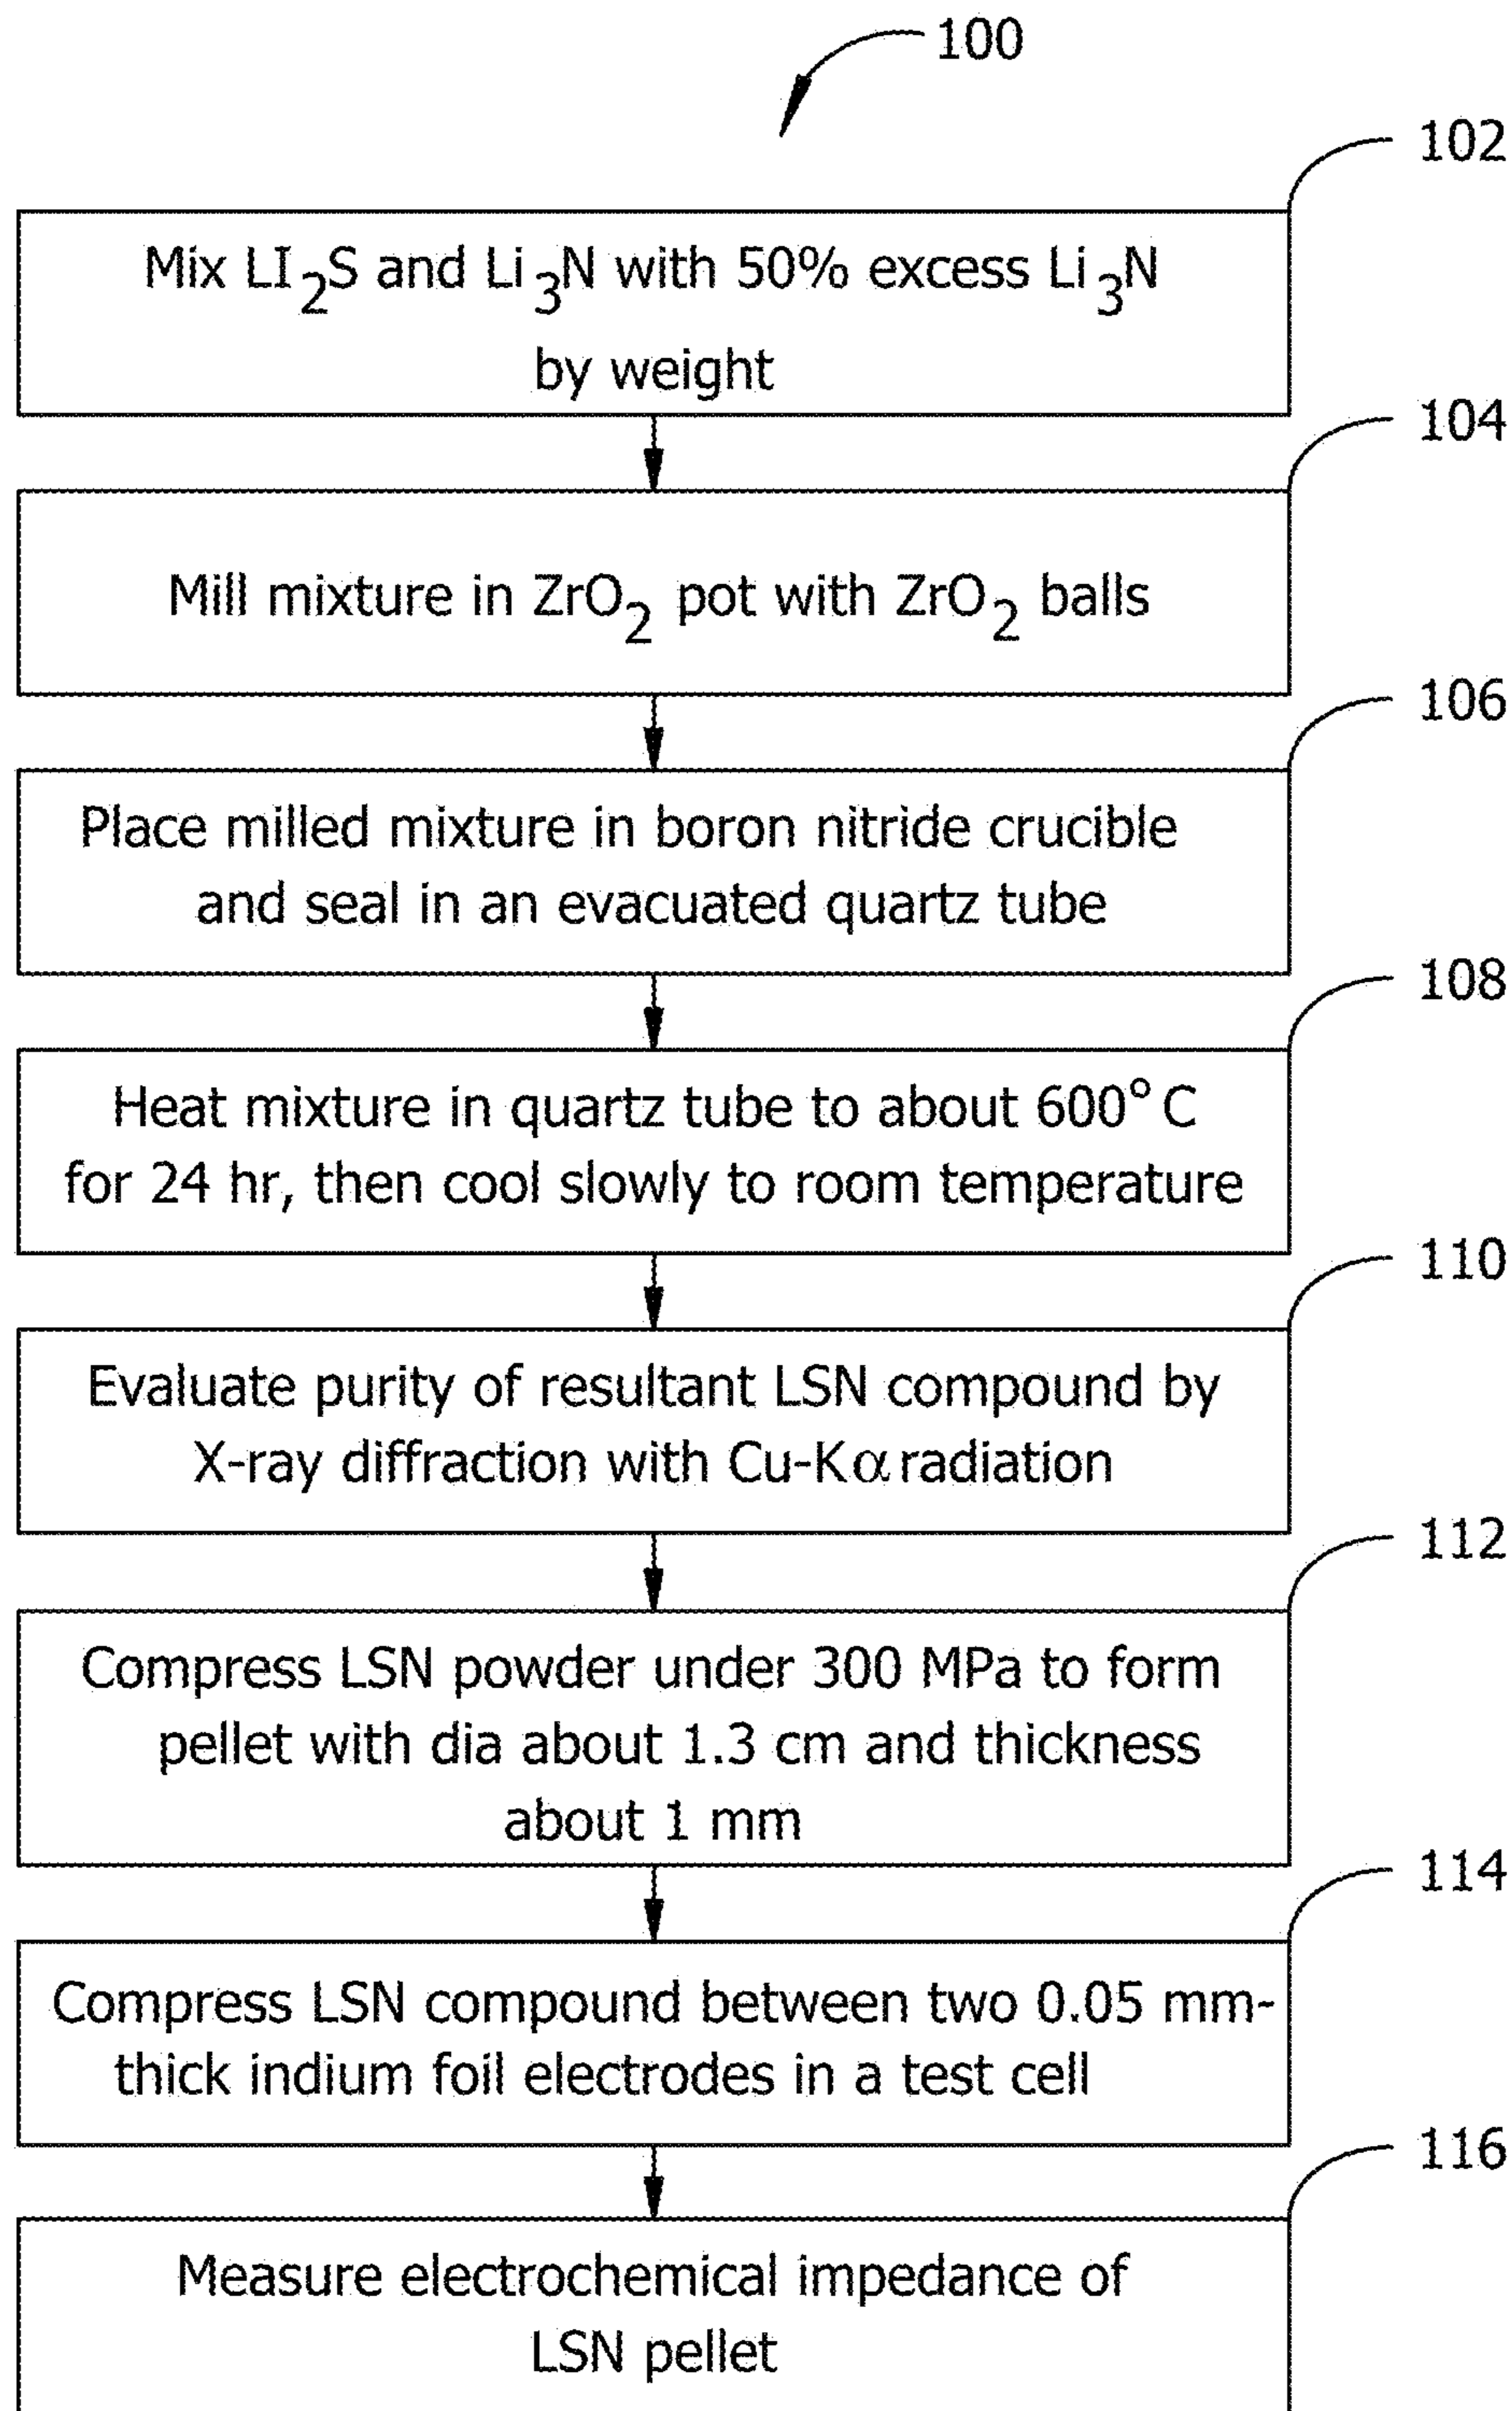 100
102
Mix LI₂S and Li₃N with 50% excess Li₃N
by weight
104
Mill mixture in ZrO₂ pot with ZrO₂ balls
106
Place milled mixture in boron nitride crucible
and seal in an evacuated quartz tube
108
Heat mixture in quartz tube to about 600° C
for 24 hr, then cool slowly to room temperature
110
Evaluate purity of resultant LSN compound by
X-ray diffraction with Cu-Kα radiation
112
Compress LSN powder under 300 MPa to form
pellet with dia about 1.3 cm and thickness
about 1 mm
114
Compress LSN compound between two 0.05 mm-
thick indium foil electrodes in a test cell
116
Measure electrochemical impedance of
LSN pellet